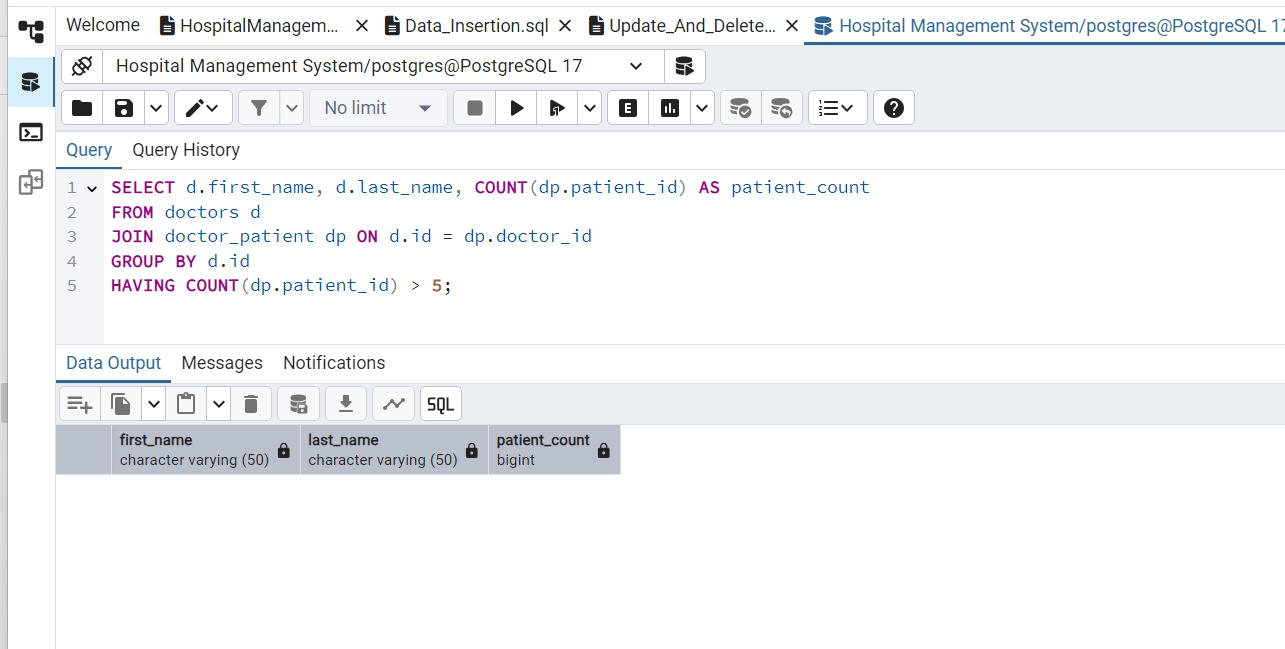 Welcome HospitalManagem... Data_Insertion.sql Update_And_Delete... Hospital Management System/postgres@PostgreSQL 17
Hospital Management System/postgres@PostgreSQL 17
No limit E
Query Query History
1 SELECT d.first_name, d.last_name, COUNT(dp.patient_id) AS patient_count
2 FROM doctors d
3 JOIN doctor_patient dp ON d.id = dp.doctor_id
4 GROUP BY d.id
5 HAVING COUNT(dp.patient_id) > 5;
Data Output Messages Notifications
SQL
first_name last_name patient_count
character varying (50) character varying (50) bigint